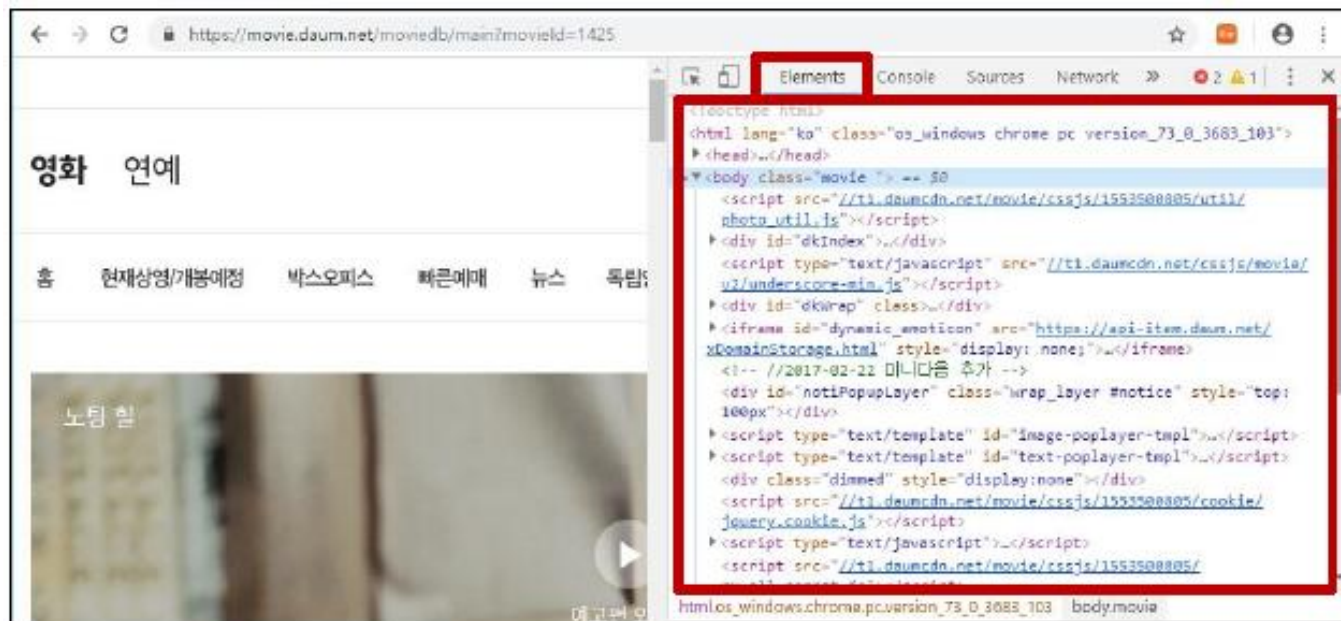 https://movie.daum.net/moviedb/main?movieId=1425
영화 연예
홈 현재상영/개봉예정 박스오피스 빠른예매 뉴스
노팅 힐
Elements Console Sources Network » 2 1
<!doctype html>
<html lang="ko" class="os_windows chrome pc version_73_0_3683_103">
<head>…</head>
<body class="movie "> == $0
<script src="//t1.daumcdn.net/movie/cssjs/1553500805/util/
photo_util.js"></script>
<div id="dkIndex">…</div>
<script type="text/javascript" src="//t1.daumcdn.net/cssjs/movie/
v2/underscore-min.js"></script>
<div id="dkWrap" class>…</div>
<iframe id="dynamic_emoticon" src="https://api-item.daum.net/
xDomainStorage.html" style="display: none;">…</iframe>
<!-- //2017-02-22 미니다음 추가 -->
<div id="notiPopupLayer" class="wrap_layer #notice" style="top:
100px"></div>
<script type="text/template" id="image-poplayer-tmpl">…</script>
<script type="text/template" id="text-poplayer-tmpl">…</script>
<div class="dimmed" style="display:none"></div>
<script src="//t1.daumcdn.net/movie/cssjs/1553500805/cookie/
jquery.cookie.js"></script>
<script type="text/javascript">…</script>
<script src="//t1.daumcdn.net/movie/cssjs/1553500805/
html.os_windows.chrome.pc.version_73_0_3683_103 body.movie